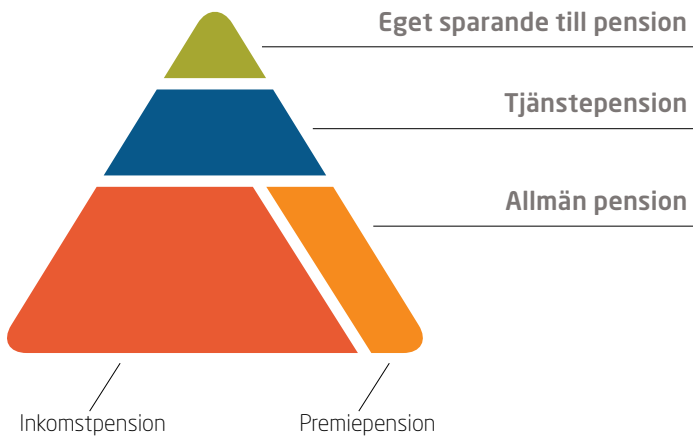 Eget sparande till pension
Tjänstepension
Allmän pension
Inkomstpension
Premiepension